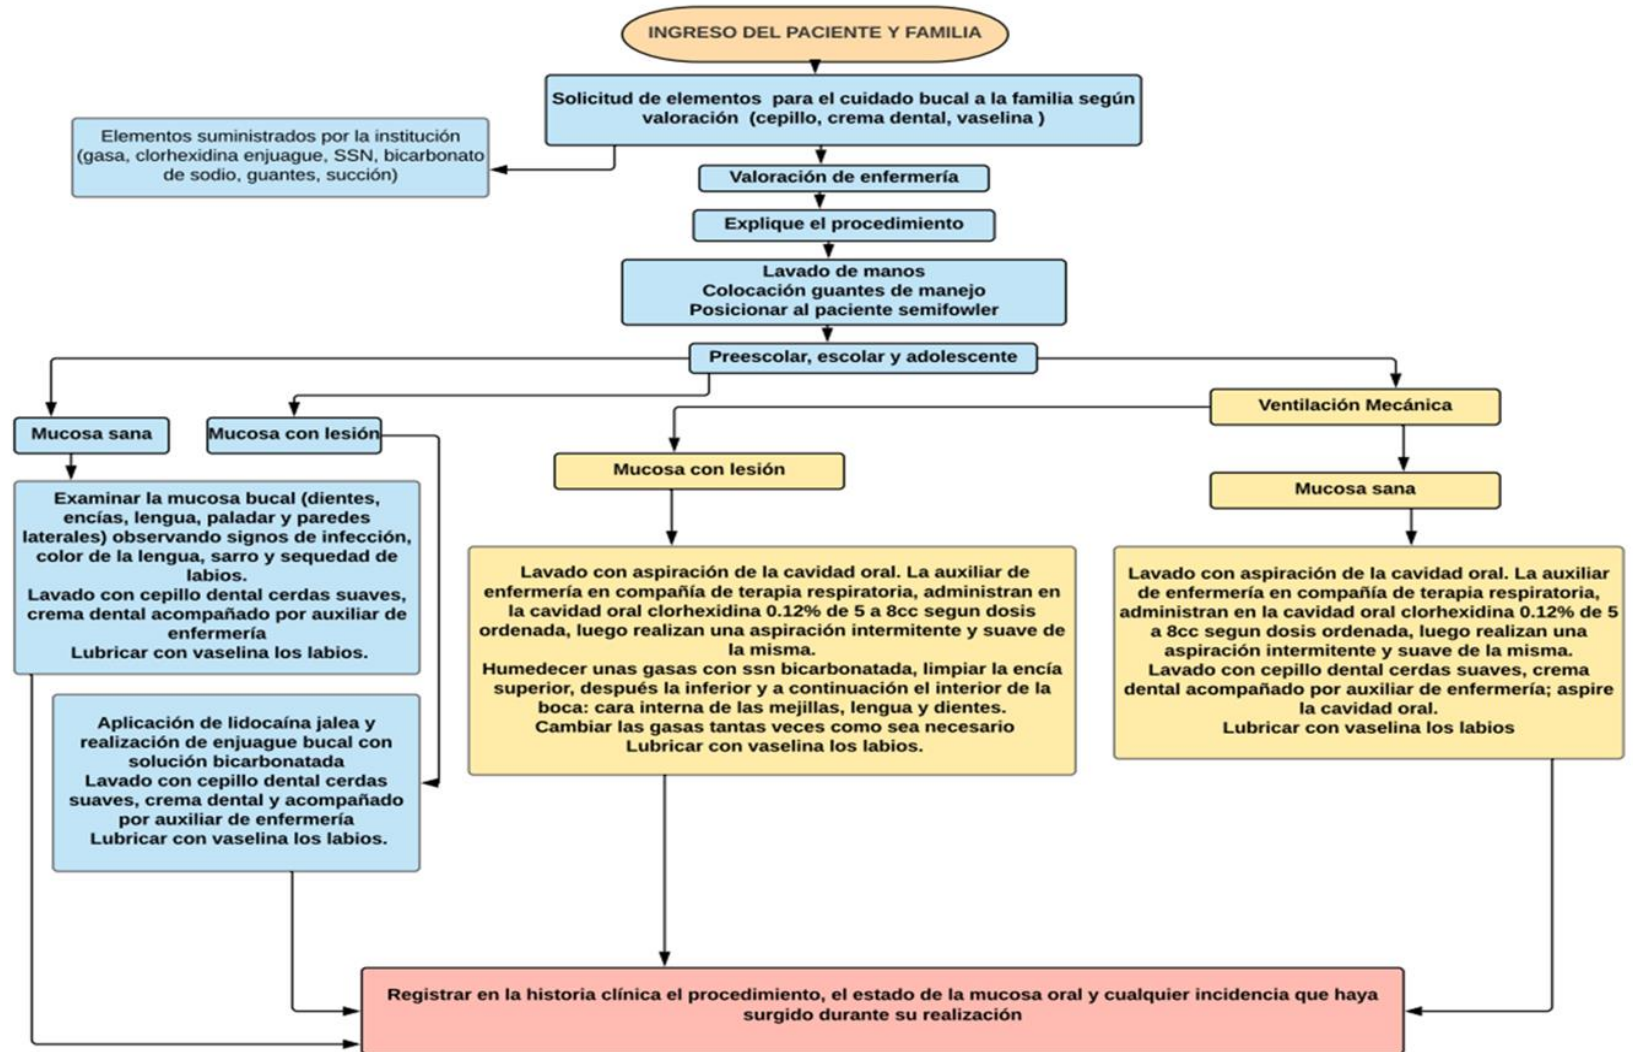 INGRESO DEL PACIENTE Y FAMILIA
Solicitud de elementos para el cuidado bucal a la familia según
valoración (cepillo, crema dental, vaselina )
Elementos suministrados por la institución
(gasa, clorhexidina enjuague, SSN, bicarbonato
de sodio, guantes, succión)
Valoración de enfermería
Explique el procedimiento
Lavado de manos
Colocación guantes de manejo
Posicionar al paciente semifowler
Preescolar, escolar y adolescente
Mucosa sana
Mucosa con lesión
Ventilación Mecánica
Mucosa con lesión
Mucosa sana
Examinar la mucosa bucal (dientes,
encías, lengua, paladar y paredes
laterales) observando signos de infección,
color de la lengua, sarro y sequedad de
labios.
Lavado con cepillo dental cerdas suaves,
crema dental acompañado por auxiliar de
enfermería
Lubricar con vaselina los labios.
Aplicación de lidocaína jalea y
realización de enjuague bucal con
solución bicarbonatada
Lavado con cepillo dental cerdas
suaves, crema dental y acompañado
por auxiliar de enfermería
Lubricar con vaselina los labios.
Lavado con aspiración de la cavidad oral. La auxiliar de
enfermería en compañía de terapia respiratoria, administran en
la cavidad oral clorhexidina 0.12% de 5 a 8cc segun dosis
ordenada, luego realizan una aspiración intermitente y suave de
la misma.
Humedecer unas gasas con ssn bicarbonatada, limpiar la encía
superior, después la inferior y a continuación el interior de la
boca: cara interna de las mejillas, lengua y dientes.
Cambiar las gasas tantas veces como sea necesario
Lubricar con vaselina los labios.
Lavado con aspiración de la cavidad oral. La auxiliar
de enfermería en compañía de terapia respiratoria,
administran en la cavidad oral clorhexidina 0.12% de 5
a 8cc segun dosis ordenada, luego realizan una
aspiración intermitente y suave de la misma.
Lavado con cepillo dental cerdas suaves, crema
dental acompañado por auxiliar de enfermería; aspire
la cavidad oral.
Lubricar con vaselina los labios
Registrar en la historia clínica el procedimiento, el estado de la mucosa oral y cualquier incidencia que haya
surgido durante su realización